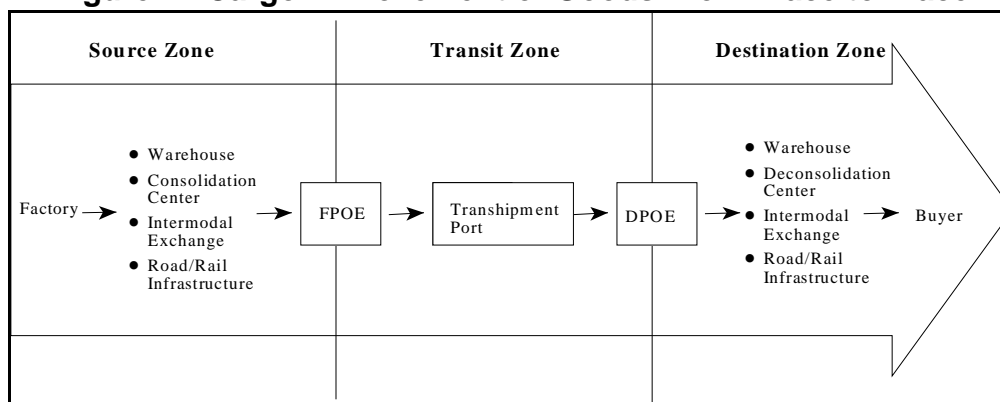 Source Zone
Transit Zone
Destination Zone
Factory
● Warehouse
● Consolidation
Center
● Intermodal
Exchange
● Road/Rail
Infrastructure
FPOE
Transhipment
Port
DPOE
● Warehouse
● Deconsolidation
Center
● Intermodal
Exchange
● Road/Rail
Infrastructure
Buyer